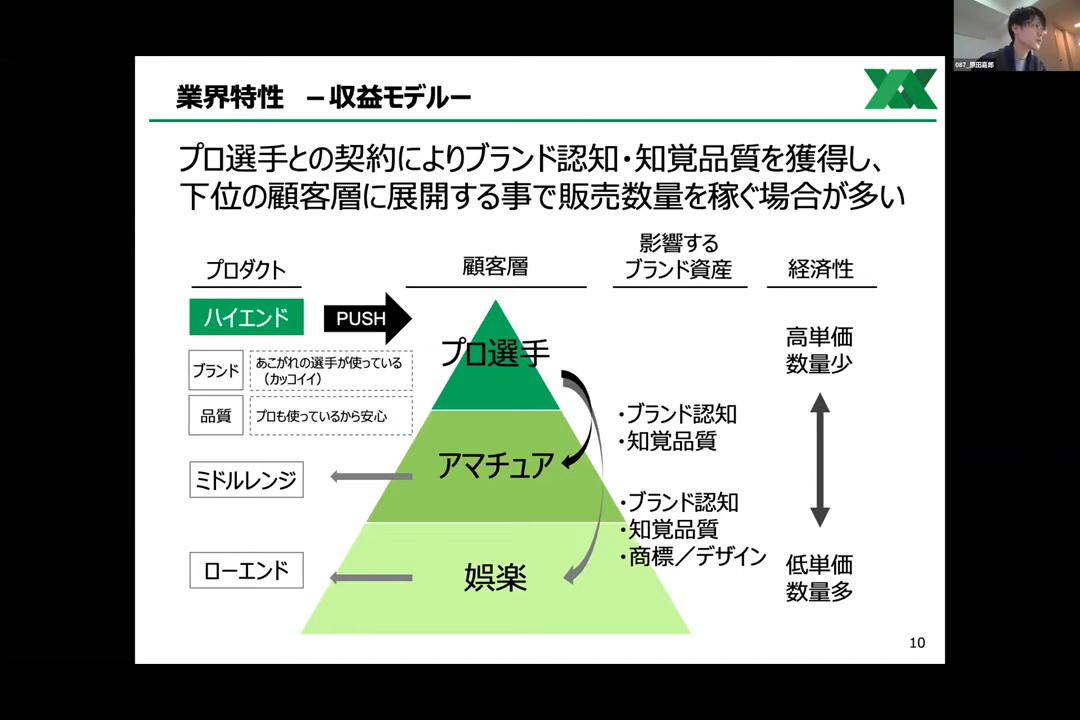 業界特性 －収益モデルー
プロ選手との契約によりブランド認知・知覚品質を獲得し、
下位の顧客層に展開する事で販売数量を稼ぐ場合が多い
プロダクト
顧客層
影響する
ブランド資産
経済性
ハイエンド
PUSH
ブランド
あこがれの選手が使っている
（カッコイイ）
品質
プロも使っているから安心
ミドルレンジ
ローエンド
プロ選手
アマチュア
娯楽
・ブランド認知
・知覚品質
・ブランド認知
・知覚品質
・商標／デザイン
高単価
数量少
低単価
数量多
10
087_原田嘉郎